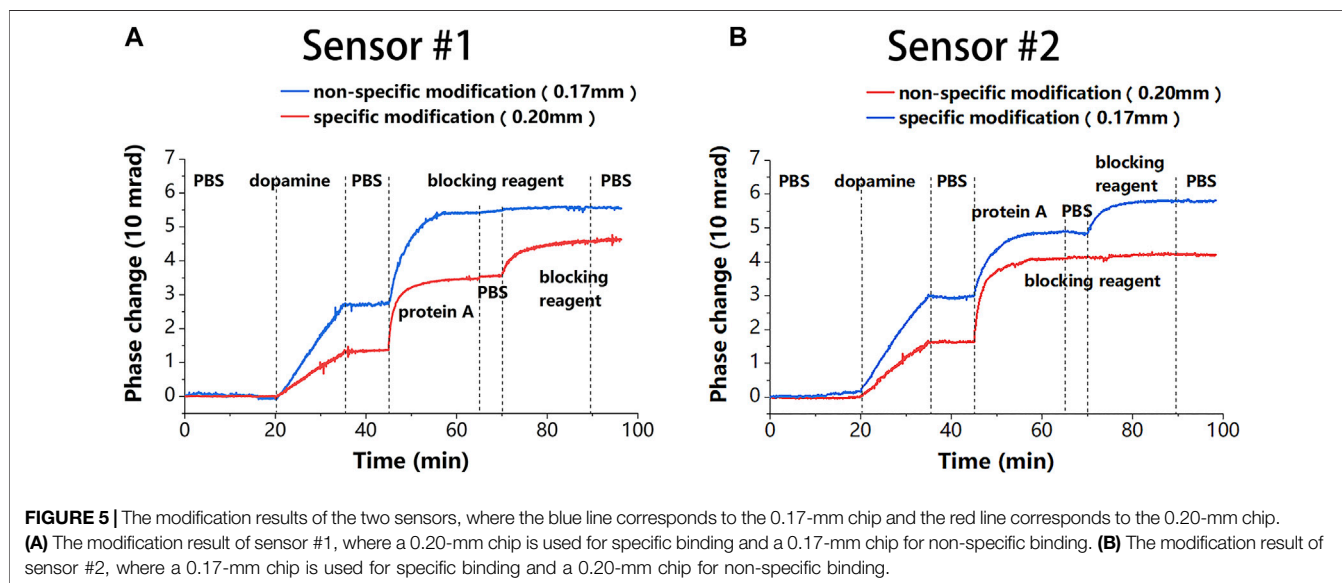 A
Sensor #1
non-specific modification ( 0.17mm )
specific modification ( 0.20mm )
Phase change (10 mrad)
7
6
5
4
3
2
1
0
PBS
dopamine
PBS
blocking reagent
protein A
PBS
blocking
reagent
0
20
40
60
80
100
Time (min)
B
Sensor #2
non-specific modification ( 0.20mm )
specific modification ( 0.17mm )
Phase change (10 mrad)
7
6
5
4
3
2
1
0
PBS
dopamine
PBS
protein A
PBS
blocking
reagent
PBS
blocking reagent
0
20
40
60
80
100
Time (min)
FIGURE 5 | The modification results of the two sensors, where the blue line corresponds to the 0.17-mm chip and the red line corresponds to the 0.20-mm chip.
(A) The modification result of sensor #1, where a 0.20-mm chip is used for specific binding and a 0.17-mm chip for non-specific binding. (B) The modification result of
sensor #2, where a 0.17-mm chip is used for specific binding and a 0.20-mm chip for non-specific binding.